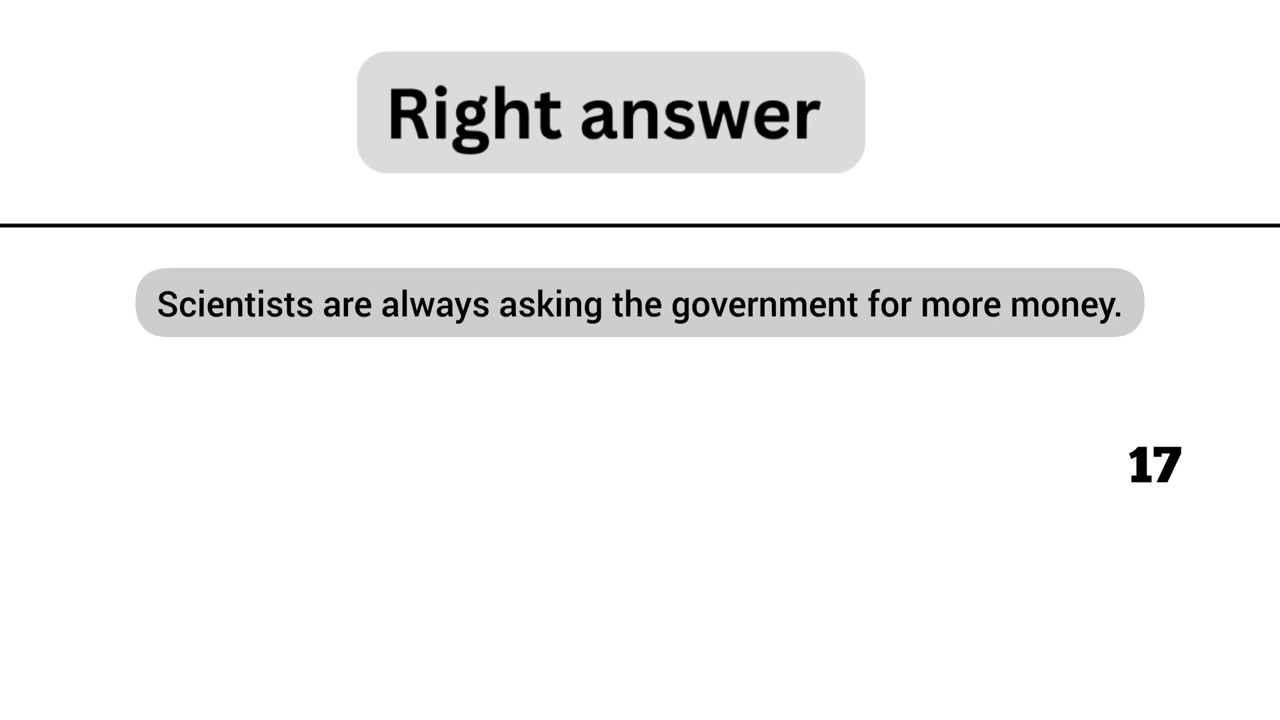 Right answer
Scientists are always asking the government for more money.
17